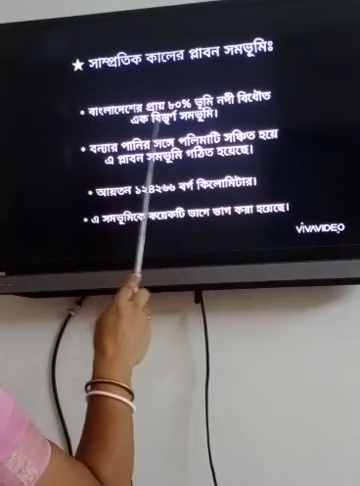 ★ সাম্প্রতিক কালের প্লাবন সমভূমিঃ
• বাংলাদেশের প্রায় ৮০% ভূমি নদী বিধৌত
এক বিস্তীর্ণ সমভূমি।
• বন্যার পানির সঙ্গে পলিমাটি সঞ্চিত হয়ে
এ প্লাবন সমভূমি গঠিত হয়েছে।
• আয়তন ১২৪২৬৬ বর্গ কিলোমিটার।
• এ সমভূমিকে কয়েকটি ভাগে ভাগ করা হয়েছে।
VIVAVIDEO